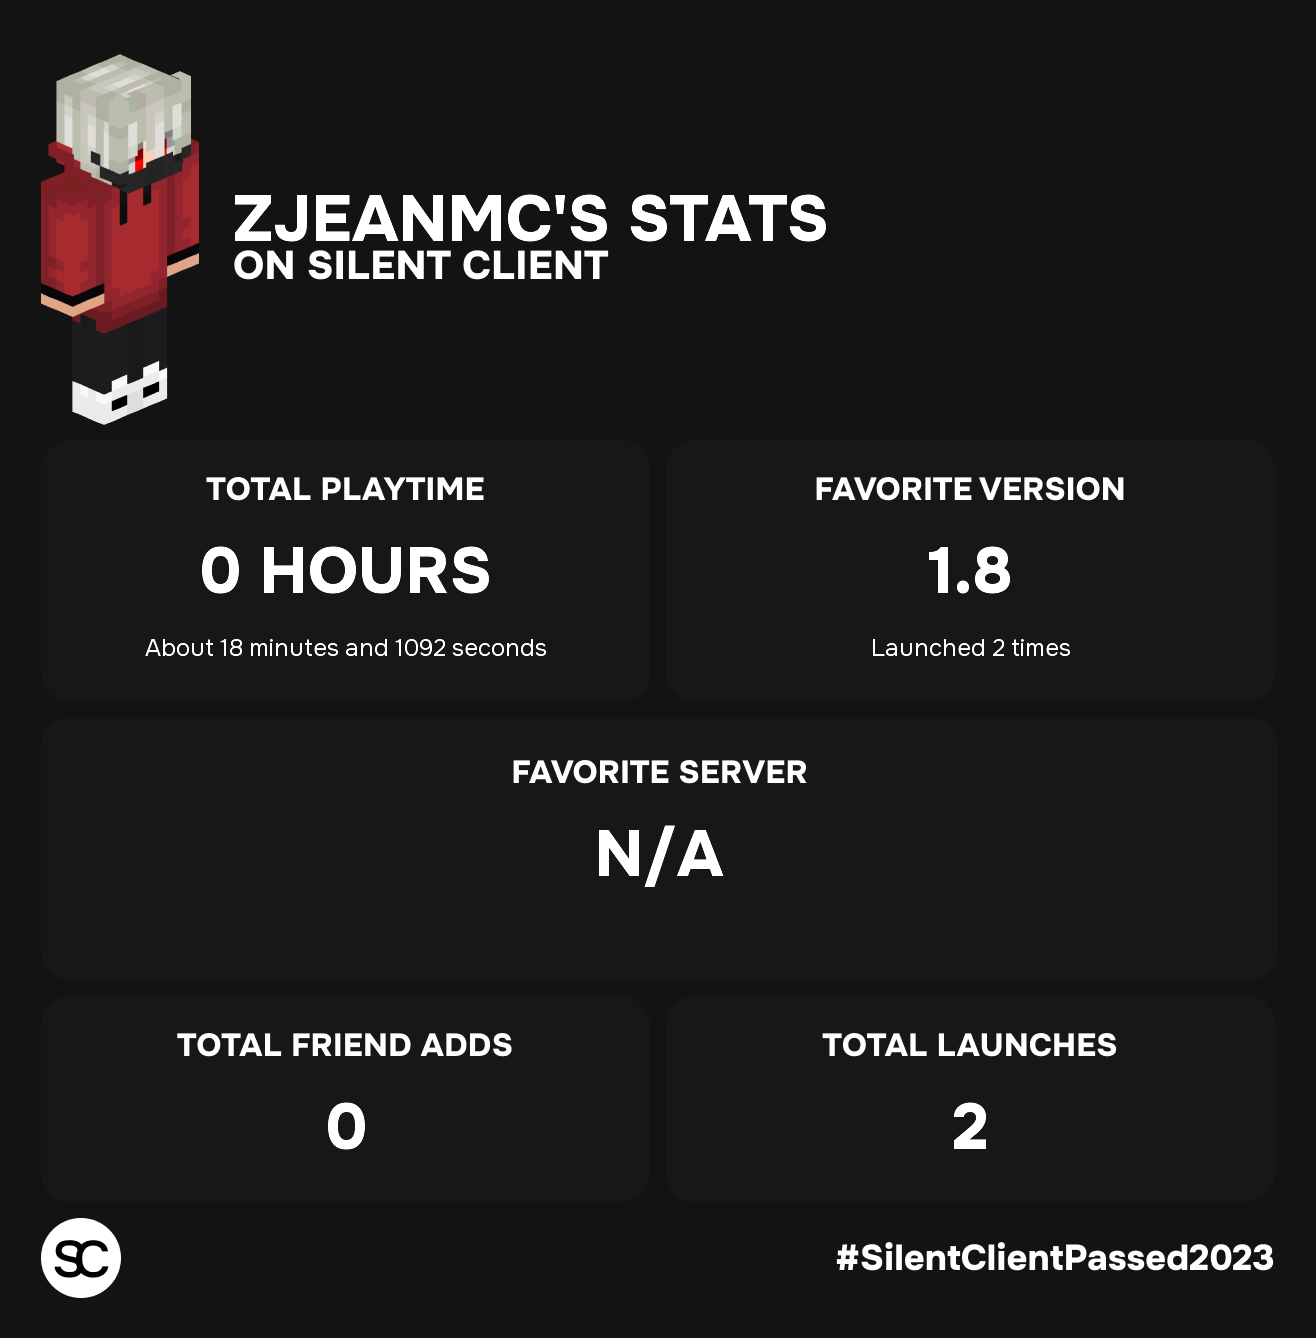 ZJEANMC'S STATS
ON SILENT CLIENT
TOTAL PLAYTIME
0 HOURS
About 18 minutes and 1092 seconds
FAVORITE VERSION
1.8
Launched 2 times
FAVORITE SERVER
N/A
TOTAL FRIEND ADDS
0
TOTAL LAUNCHES
2
SC
#SilentClientPassed2023